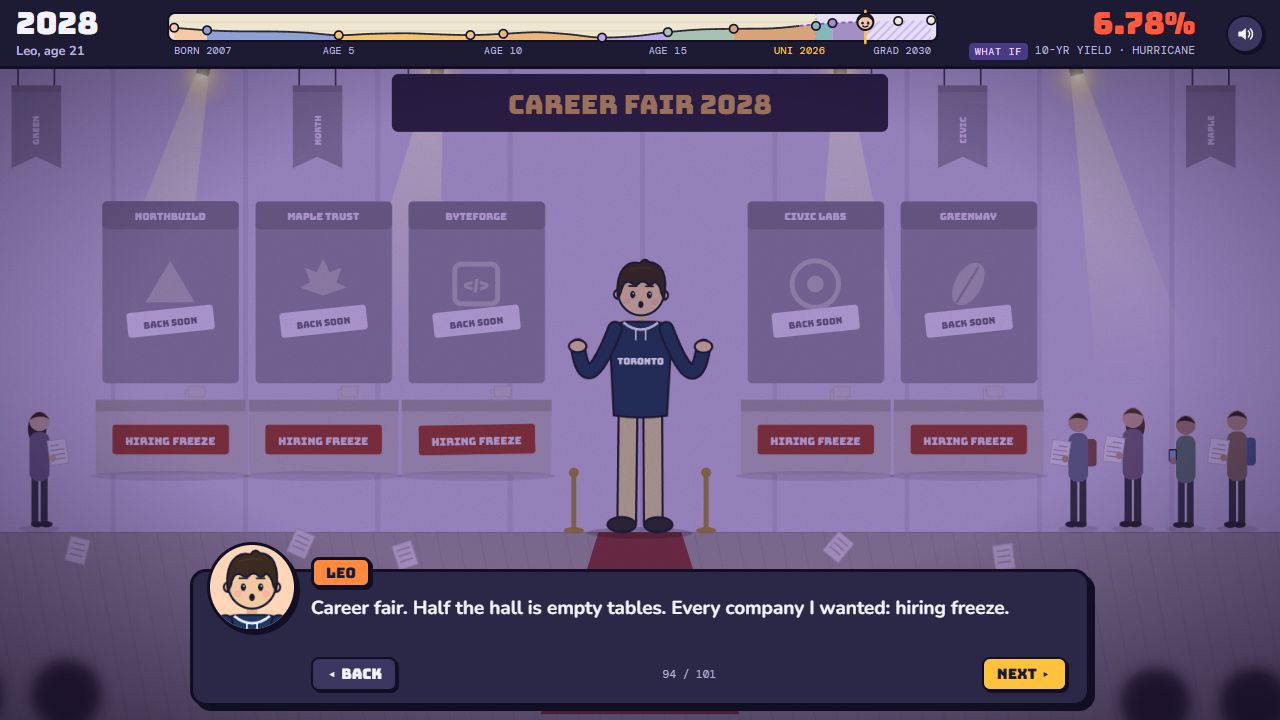 2028
Leo, age 21
BORN 2007
AGE 5
AGE 10
AGE 15
UNI 2026
GRAD 2030
6.78%
WHAT IF
10-YR YIELD · HURRICANE
CAREER FAIR 2028
GREEN
NORTH
CIVIC
MAPLE
NORTHBUILD
MAPLE TRUST
BYTEFORGE
CIVIC LABS
GREENWAY
</>
BACK SOON
BACK SOON
BACK SOON
BACK SOON
BACK SOON
TORONTO
HIRING FREEZE
HIRING FREEZE
HIRING FREEZE
HIRING FREEZE
HIRING FREEZE
LEO
Career fair. Half the hall is empty tables. Every company I wanted: hiring freeze.
◂ BACK
94 / 101
NEXT ▸